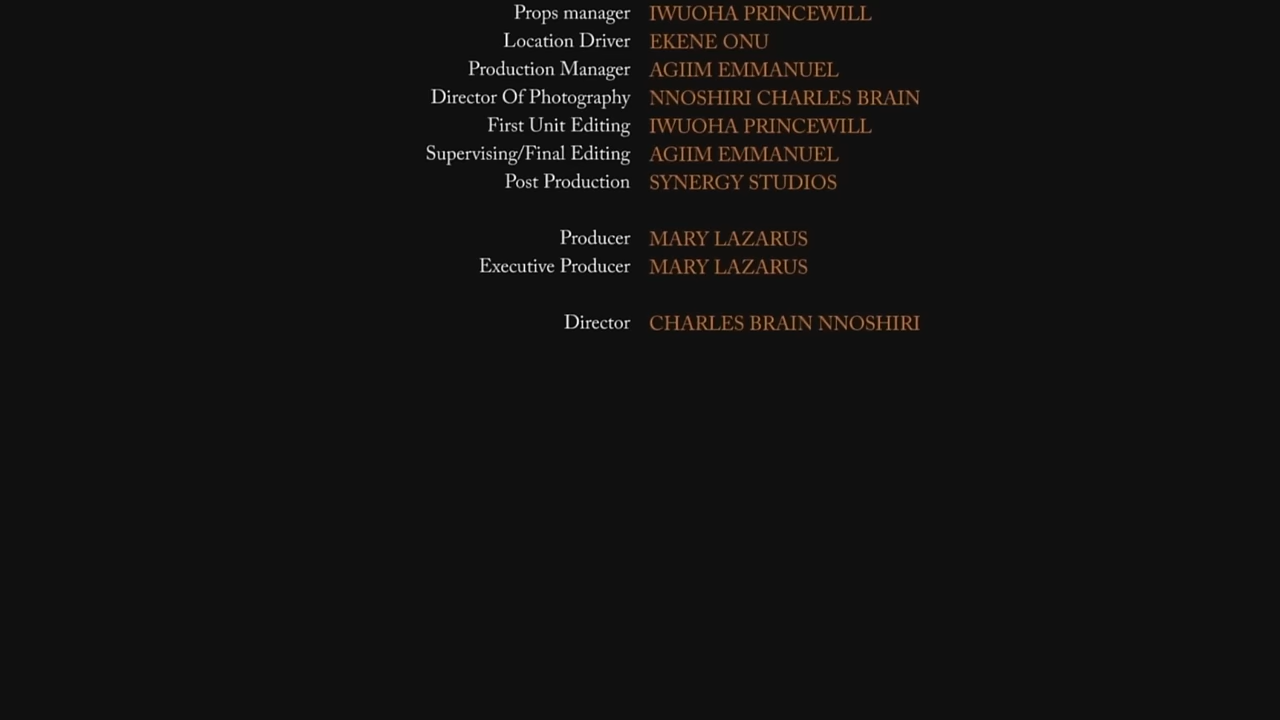 Props manager IWUOHA PRINCEWILL
Location Driver EKENE ONU
Production Manager AGIIM EMMANUEL
Director Of Photography NNOSHIRI CHARLES BRAIN
First Unit Editing IWUOHA PRINCEWILL
Supervising/Final Editing AGIIM EMMANUEL
Post Production SYNERGY STUDIOS
Producer MARY LAZARUS
Executive Producer MARY LAZARUS
Director CHARLES BRAIN NNOSHIRI